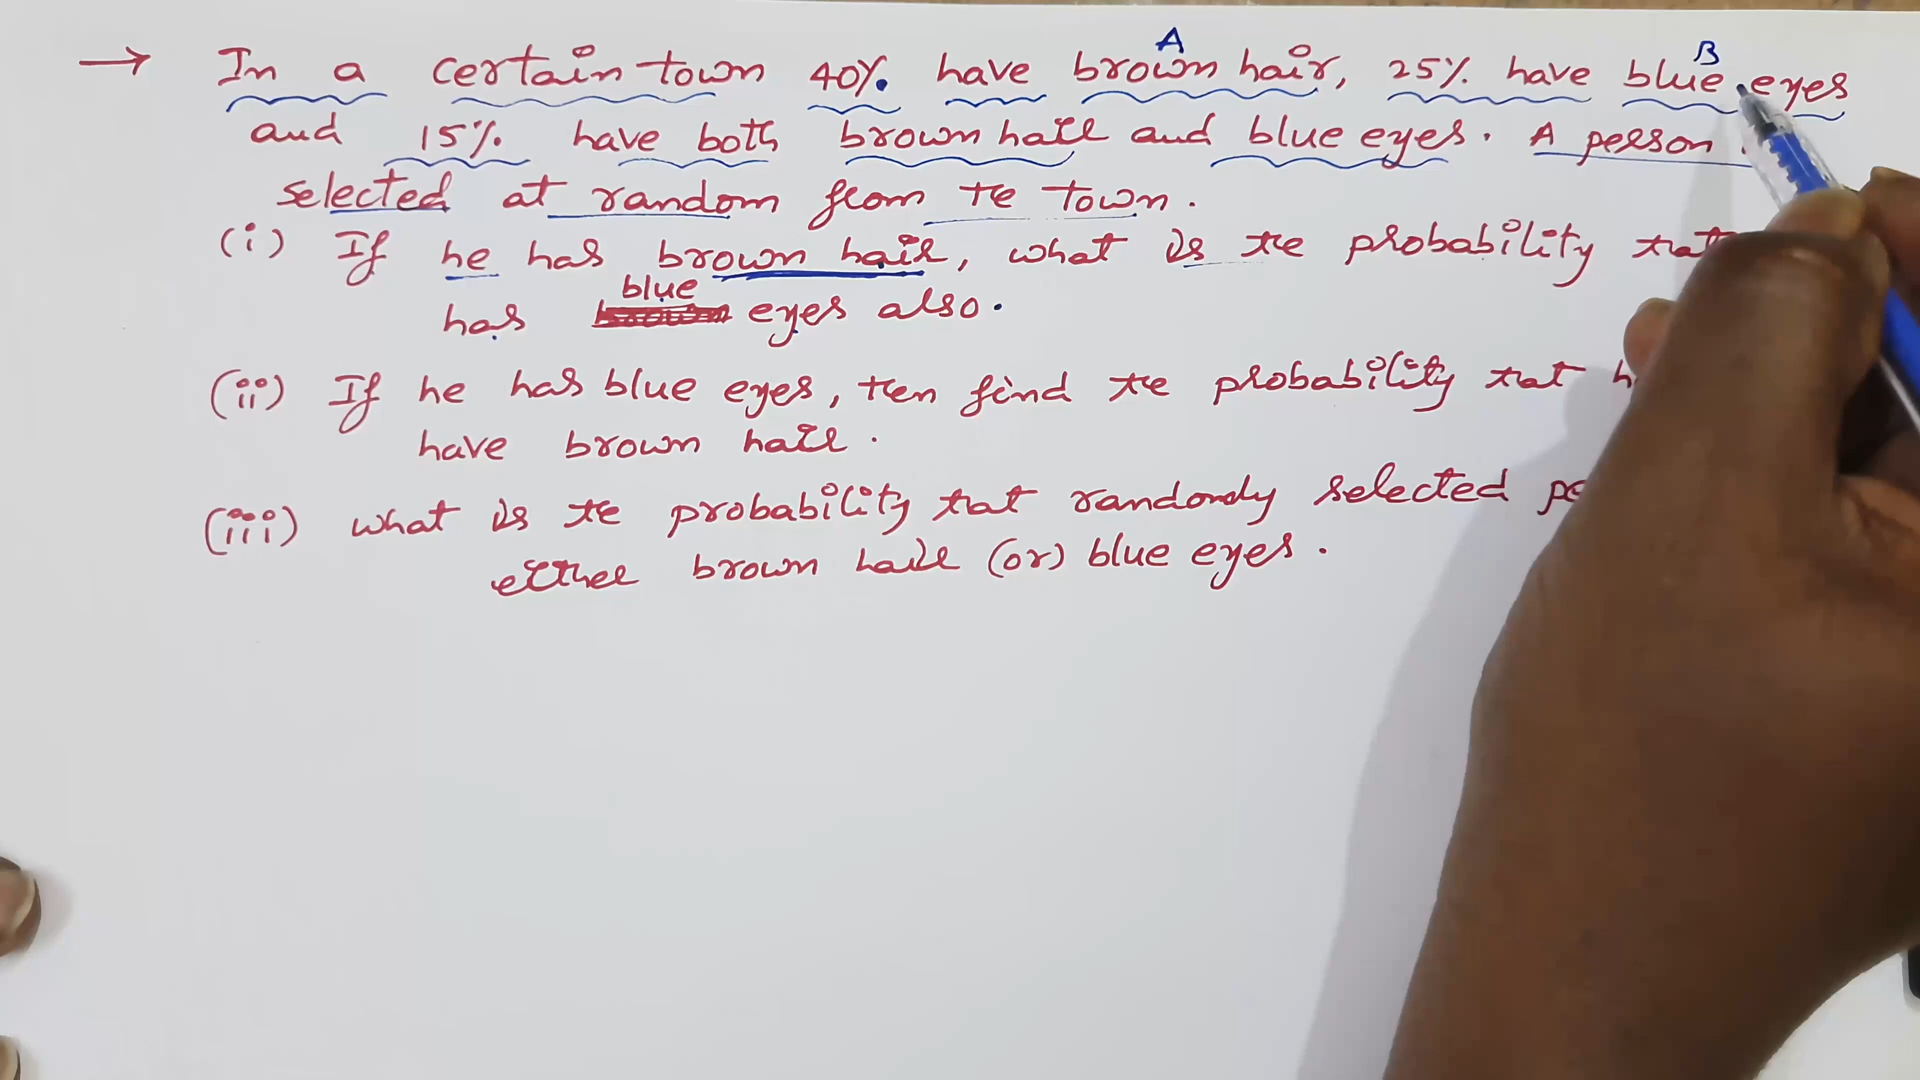 A B
→ In a certain town 40%. have brown hair, 25% have blue eyes
and 15% have both brown hair and blue eyes. A person
selected at random from the town.
(i) If he has brown hair, what is the probability that
blue
has eyes also.
(ii) If he has blue eyes, then find the probability that
have brown hair.
(iii) what is the probability that randomly selected
either brown hair (or) blue eyes.